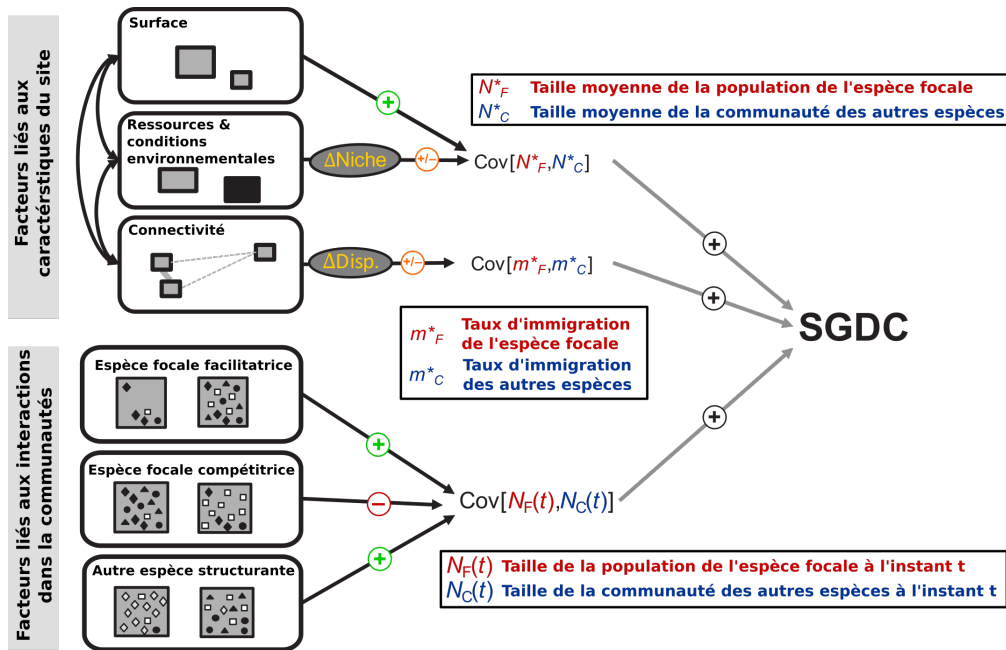 Facteurs liés aux
caractérstiques du site
Surface
Ressources &
conditions
environnementales
Connectivité
+
ΔNiche
+/−
ΔDisp.
+/−
N*F Taille moyenne de la population de l'espèce focale
N*C Taille moyenne de la communauté des autres espèces
Cov[N*F,N*C]
Cov[m*F,m*C]
+
+
+
SGDC
m*F Taux d'immigration
de l'espèce focale
m*C Taux d'immigration
des autres espèces
Facteurs liés aux interactions
dans la communautés
Espèce focale facilitatrice
Espèce focale compétitrice
Autre espèce structurante
+
−
+
Cov[NF(t),NC(t)]
NF(t) Taille de la population de l'espèce focale à l'instant t
NC(t) Taille de la communauté des autres espèces à l'instant t